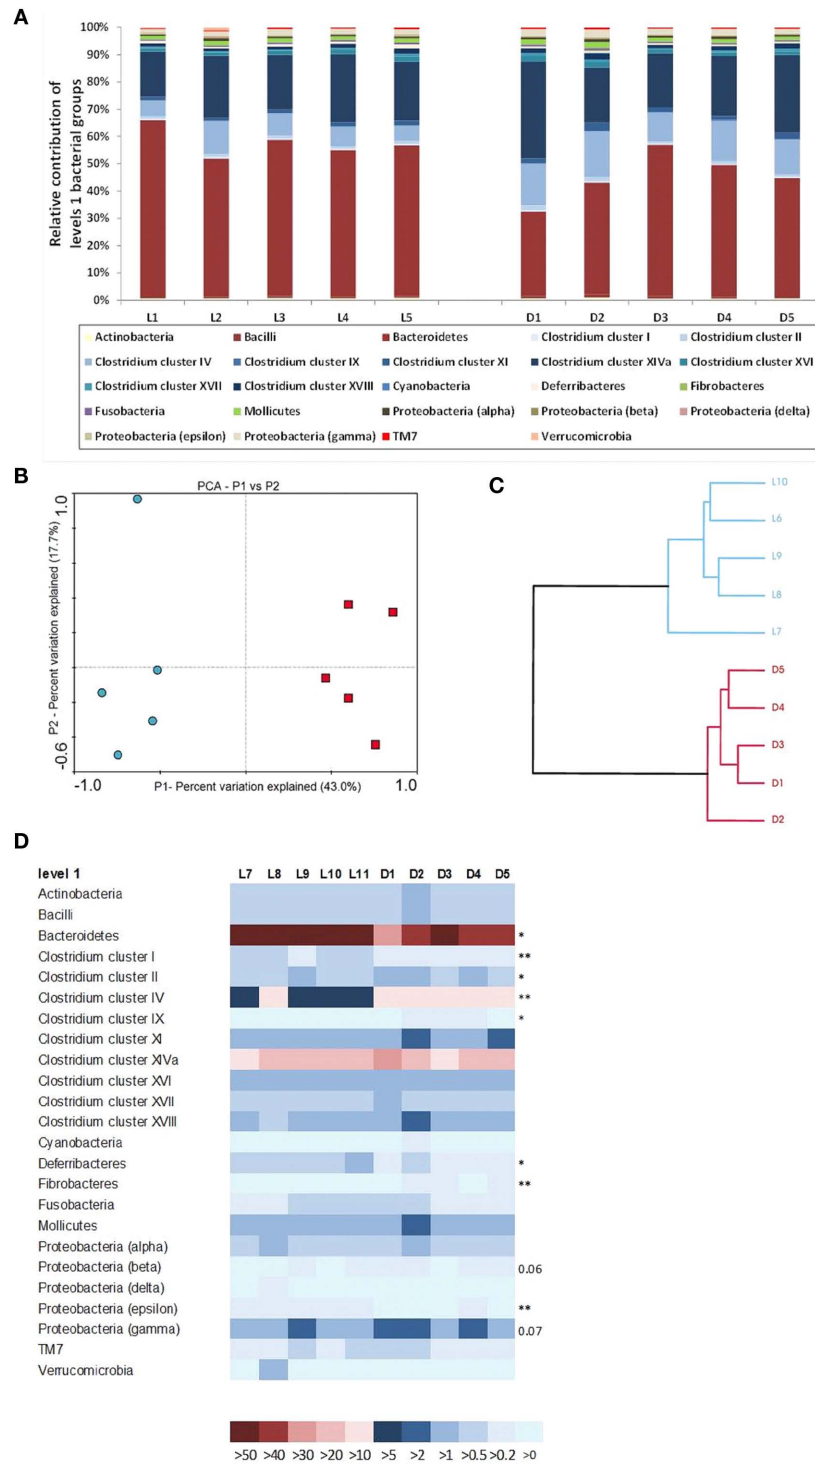 A
Relative contribution of
levels 1 bacterial groups
100%
90%
80%
70%
60%
50%
40%
30%
20%
10%
0%
L1 L2 L3 L4 L5 D1 D2 D3 D4 D5
Actinobacteria Bacilli Bacteroidetes Clostridium cluster I Clostridium cluster II
Clostridium cluster IV Clostridium cluster IX Clostridium cluster XI Clostridium cluster XIVa Clostridium cluster XVI
Clostridium cluster XVII Clostridium cluster XVIII Cyanobacteria Deferribacteres Fibrobacteres
Fusobacteria Mollicutes Proteobacteria (alpha) Proteobacteria (beta) Proteobacteria (delta)
Proteobacteria (epsilon) Proteobacteria (gamma) TM7 Verrucomicrobia
B
PCA - P1 vs P2
P2 - Percent variation explained (17.7%)
1.0
-0.6
-1.0 P1- Percent variation explained (43.0%) 1.0
C
L10
L6
L9
L8
L7
D5
D4
D3
D1
D2
D
level 1 L7 L8 L9 L10 L11 D1 D2 D3 D4 D5
Actinobacteria
Bacilli
Bacteroidetes *
Clostridium cluster I **
Clostridium cluster II *
Clostridium cluster IV **
Clostridium cluster IX *
Clostridium cluster XI
Clostridium cluster XIVa
Clostridium cluster XVI
Clostridium cluster XVII
Clostridium cluster XVIII
Cyanobacteria
Deferribacteres *
Fibrobacteres **
Fusobacteria
Mollicutes
Proteobacteria (alpha)
Proteobacteria (beta) 0.06
Proteobacteria (delta)
Proteobacteria (epsilon) **
Proteobacteria (gamma) 0.07
TM7
Verrucomicrobia
>50 >40 >30 >20 >10 >5 >2 >1 >0.5 >0.2 >0